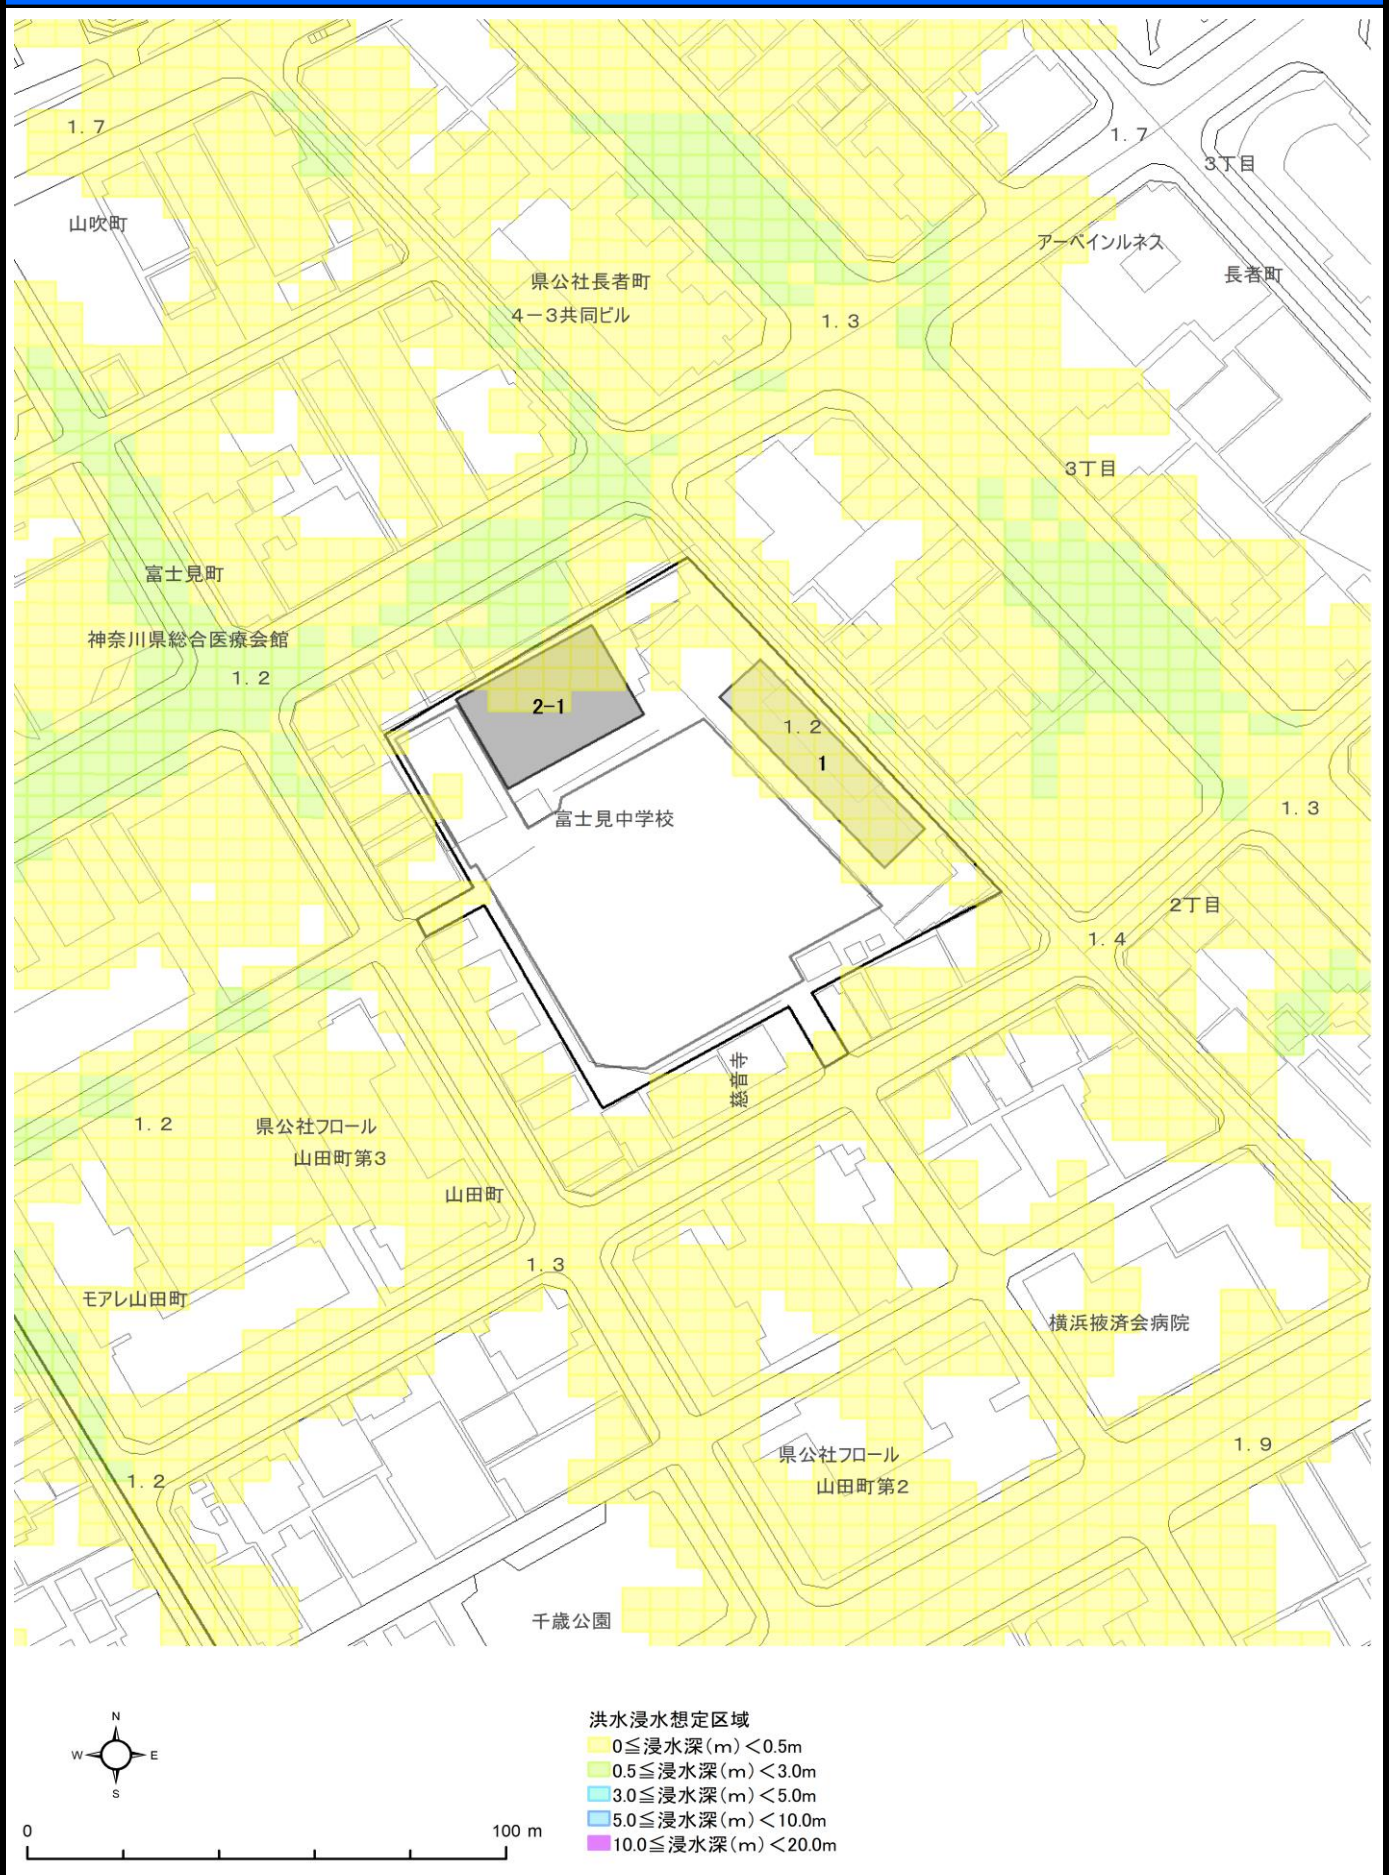 1.7
1.7
3丁目
山吹町
アーベインルネス
長者町
県公社長者町
4－3共同ビル
1.3
3丁目
富士見町
神奈川県総合医療会館
1.2
2-1
1.2
1
富士見中学校
1.3
2丁目
1.4
慈音寺
1.2
県公社フロール
山田町第3
山田町
1.3
モアレ山田町
横浜掖済会病院
県公社フロール
山田町第2
1.9
1.2
千歳公園
N
W
E
S
0
100 m
洪水浸水想定区域
0≦浸水深(m)＜0.5m
0.5≦浸水深(m)＜3.0m
3.0≦浸水深(m)＜5.0m
5.0≦浸水深(m)＜10.0m
10.0≦浸水深(m)＜20.0m